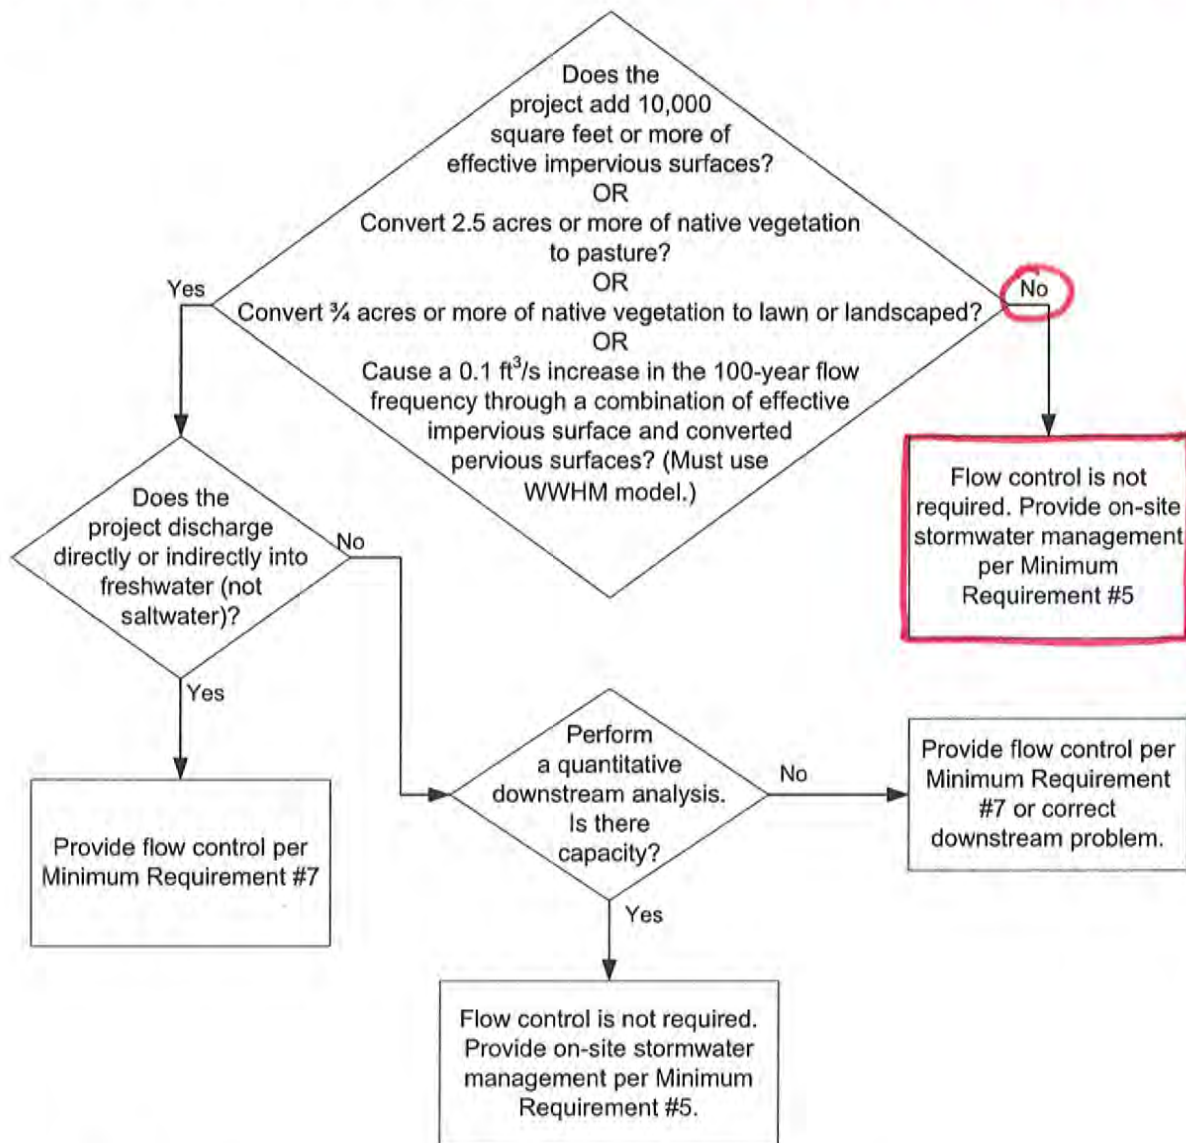 Does the
project add 10,000
square feet or more of
effective impervious surfaces?
OR
Convert 2.5 acres or more of native vegetation
to pasture?
OR
Convert ¾ acres or more of native vegetation to lawn or landscaped?
OR
Cause a 0.1 ft³/s increase in the 100-year flow
frequency through a combination of effective
impervious surface and converted
pervious surfaces? (Must use
WWHM model.)
Yes
No
Flow control is not
required. Provide on-site
stormwater management
per Minimum
Requirement #5
Does the
project discharge
directly or indirectly into
freshwater (not
saltwater)?
No
Yes
Provide flow control per
Minimum Requirement #7
Perform
a quantitative
downstream analysis.
Is there
capacity?
No
Provide flow control per
Minimum Requirement
#7 or correct
downstream problem.
Yes
Flow control is not required.
Provide on-site stormwater
management per Minimum
Requirement #5.